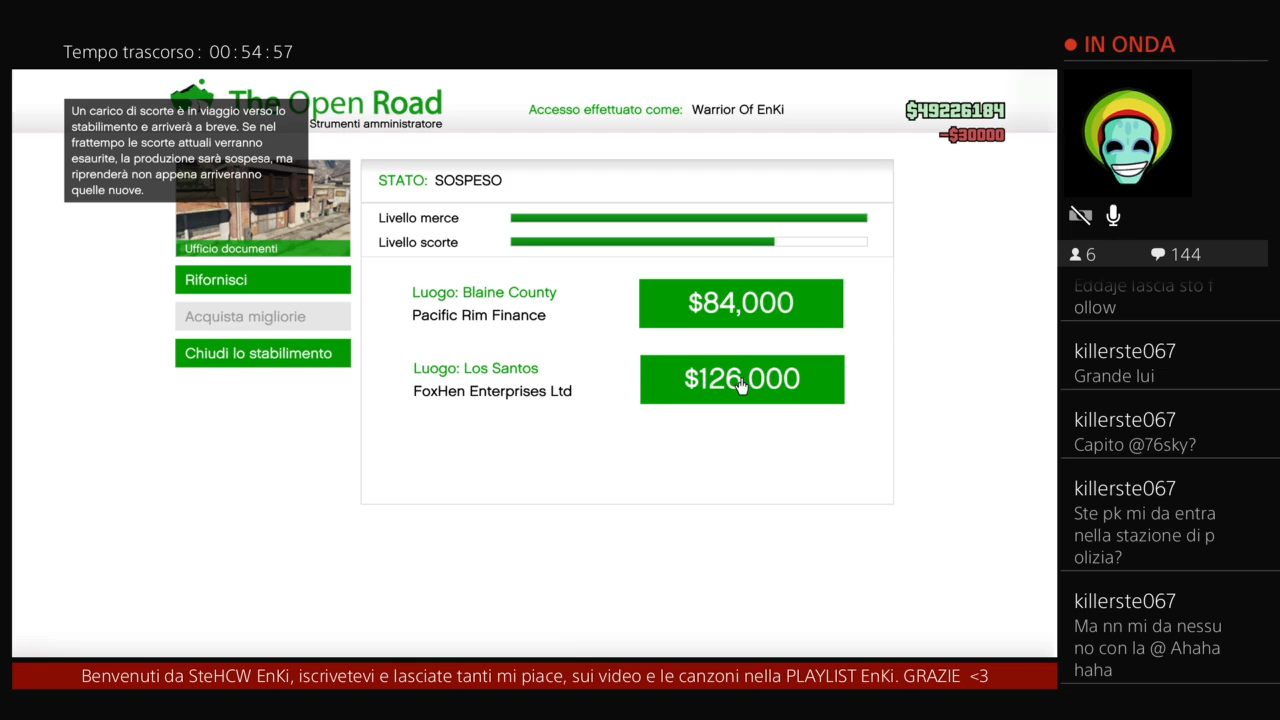 Tempo trascorso: 00:54:57
IN ONDA
The Open Road
Strumenti amministratore
Accesso effettuato come: Warrior Of EnKi
$49226184
-$30000
Un carico di scorte è in viaggio verso lo
stabilimento e arriverà a breve. Se nel
frattempo le scorte attuali verranno
esaurite, la produzione sarà sospesa, ma
riprenderà non appena arriveranno
quelle nuove.
Ufficio documenti
Rifornisci
Acquista migliorie
Chiudi lo stabilimento
STATO: SOSPESO
Livello merce
Livello scorte
Luogo: Blaine County
Pacific Rim Finance
$84,000
Luogo: Los Santos
FoxHen Enterprises Ltd
$126,000
6
144
Eddaje lascia sto f
ollow
killerste067
Grande lui
killerste067
Capito @76sky?
killerste067
Ste pk mi da entra
nella stazione di p
olizia?
killerste067
Ma nn mi da nessu
no con la @ Ahaha
haha
Benvenuti da SteHCW EnKi, iscrivetevi e lasciate tanti mi piace, sui video e le canzoni nella PLAYLIST EnKi. GRAZIE <3